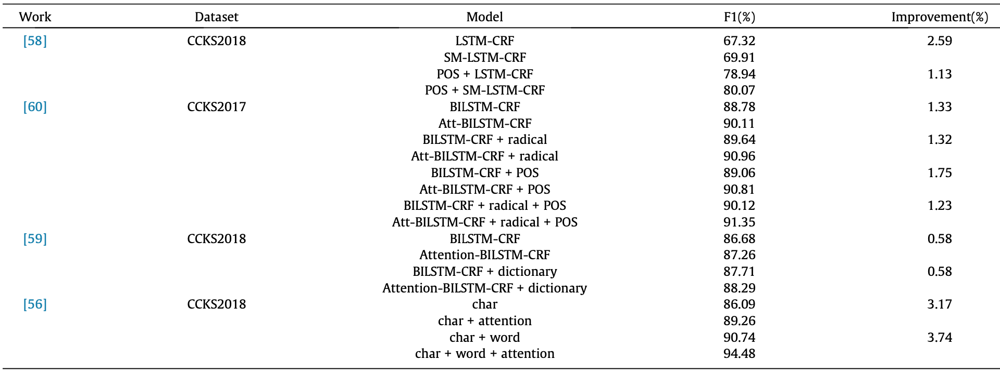 Work Dataset Model F1(%) Improvement(%)
[58] CCKS2018 LSTM-CRF 67.32 2.59
SM-LSTM-CRF 69.91
POS + LSTM-CRF 78.94 1.13
POS + SM-LSTM-CRF 80.07
[60] CCKS2017 BILSTM-CRF 88.78 1.33
Att-BILSTM-CRF 90.11
BILSTM-CRF + radical 89.64 1.32
Att-BILSTM-CRF + radical 90.96
BILSTM-CRF + POS 89.06 1.75
Att-BILSTM-CRF + POS 90.81
BILSTM-CRF + radical + POS 90.12 1.23
Att-BILSTM-CRF + radical + POS 91.35
[59] CCKS2018 BILSTM-CRF 86.68 0.58
Attention-BILSTM-CRF 87.26
BILSTM-CRF + dictionary 87.71 0.58
Attention-BILSTM-CRF + dictionary 88.29
[56] CCKS2018 char 86.09 3.17
char + attention 89.26
char + word 90.74 3.74
char + word + attention 94.48